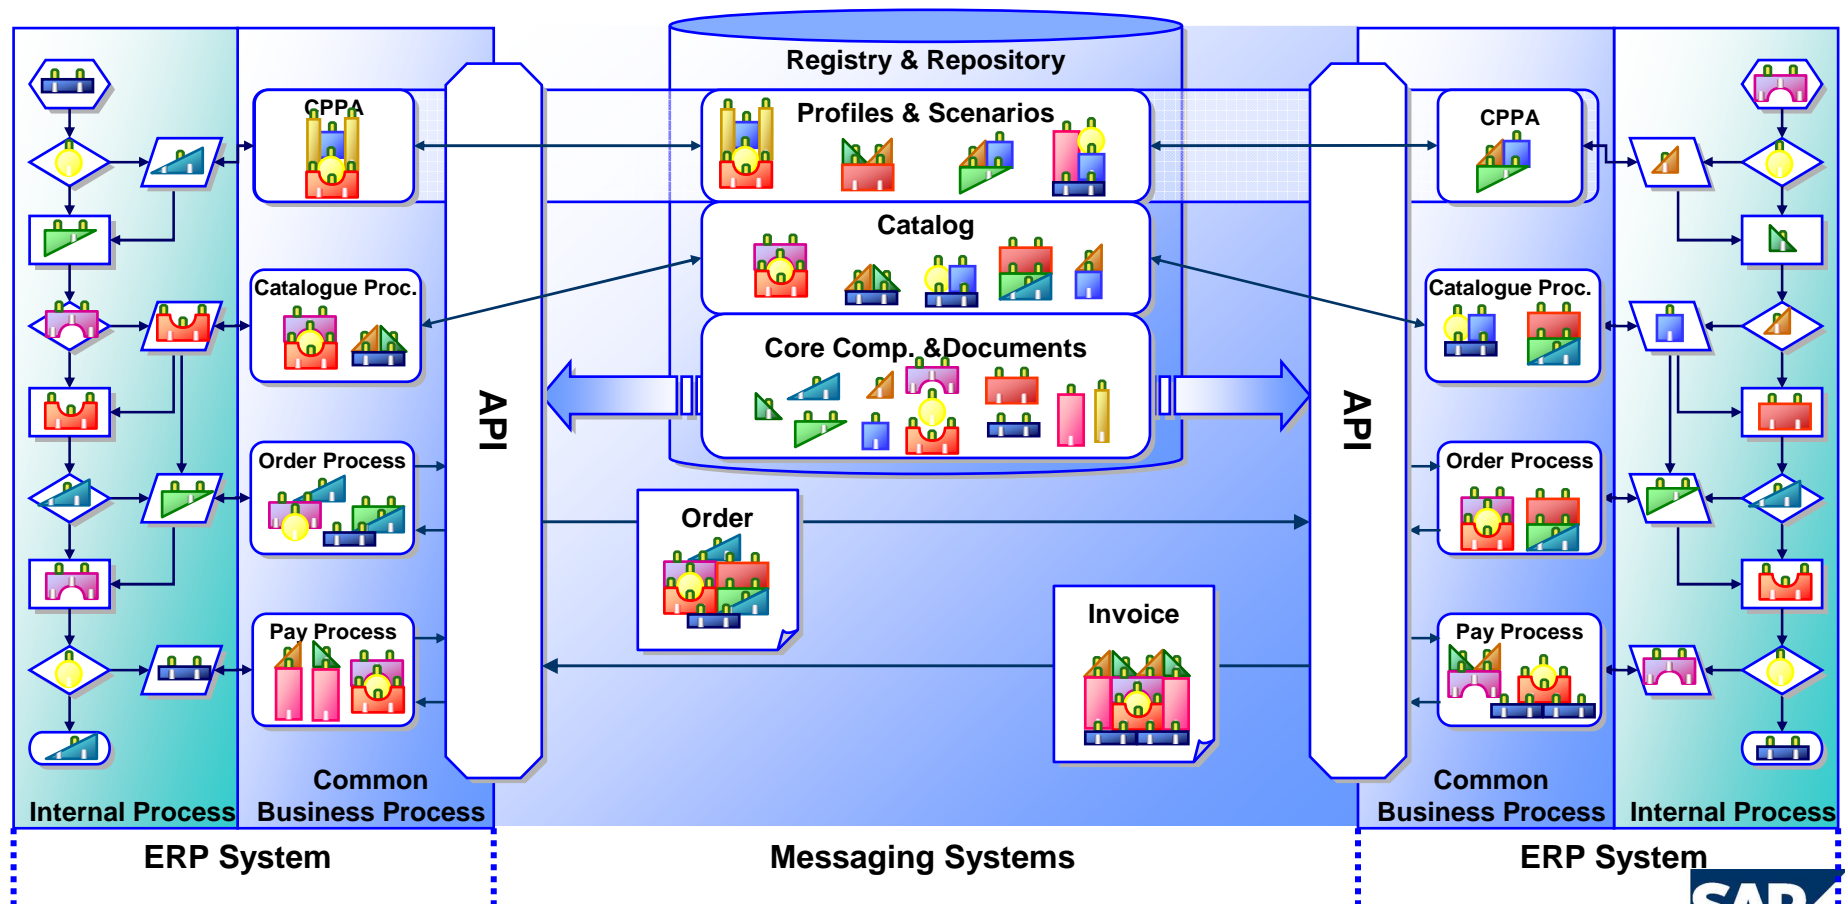 Registry & Repository
CPPA
Profiles & Scenarios
CPPA
Catalog
Catalogue Proc.
Catalogue Proc.
Core Comp. &Documents
API
API
Order Process
Order Process
Order
Pay Process
Invoice
Pay Process
Common
Business Process
Internal Process
Common
Business Process
Internal Process
ERP System
Messaging Systems
ERP System
SAP